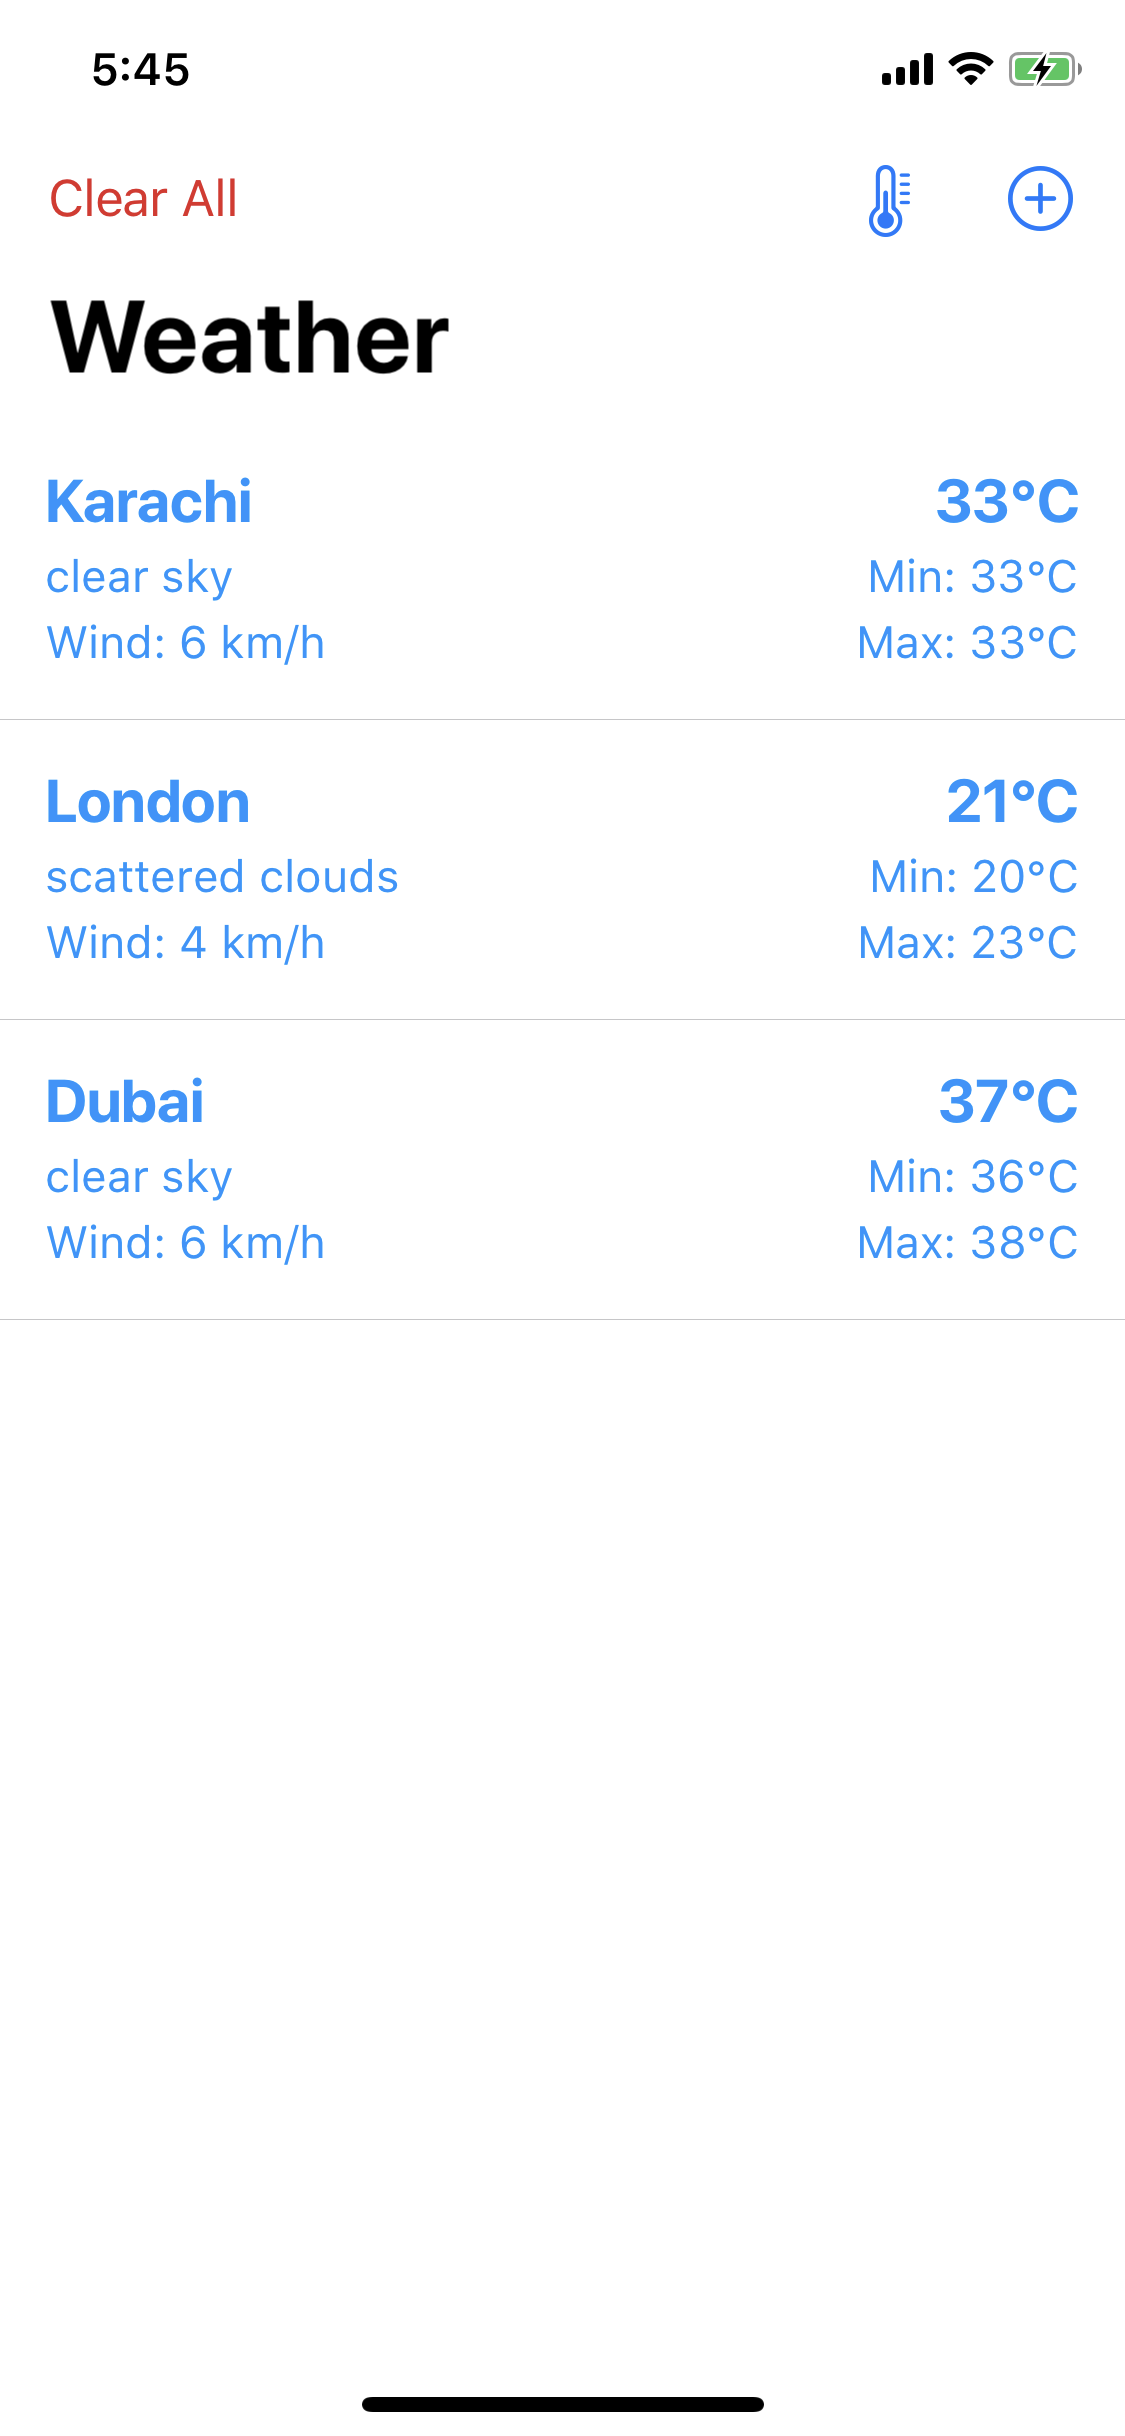 5:45
Clear All
Weather
Karachi 33°C
clear sky Min: 33°C
Wind: 6 km/h Max: 33°C
London 21°C
scattered clouds Min: 20°C
Wind: 4 km/h Max: 23°C
Dubai 37°C
clear sky Min: 36°C
Wind: 6 km/h Max: 38°C